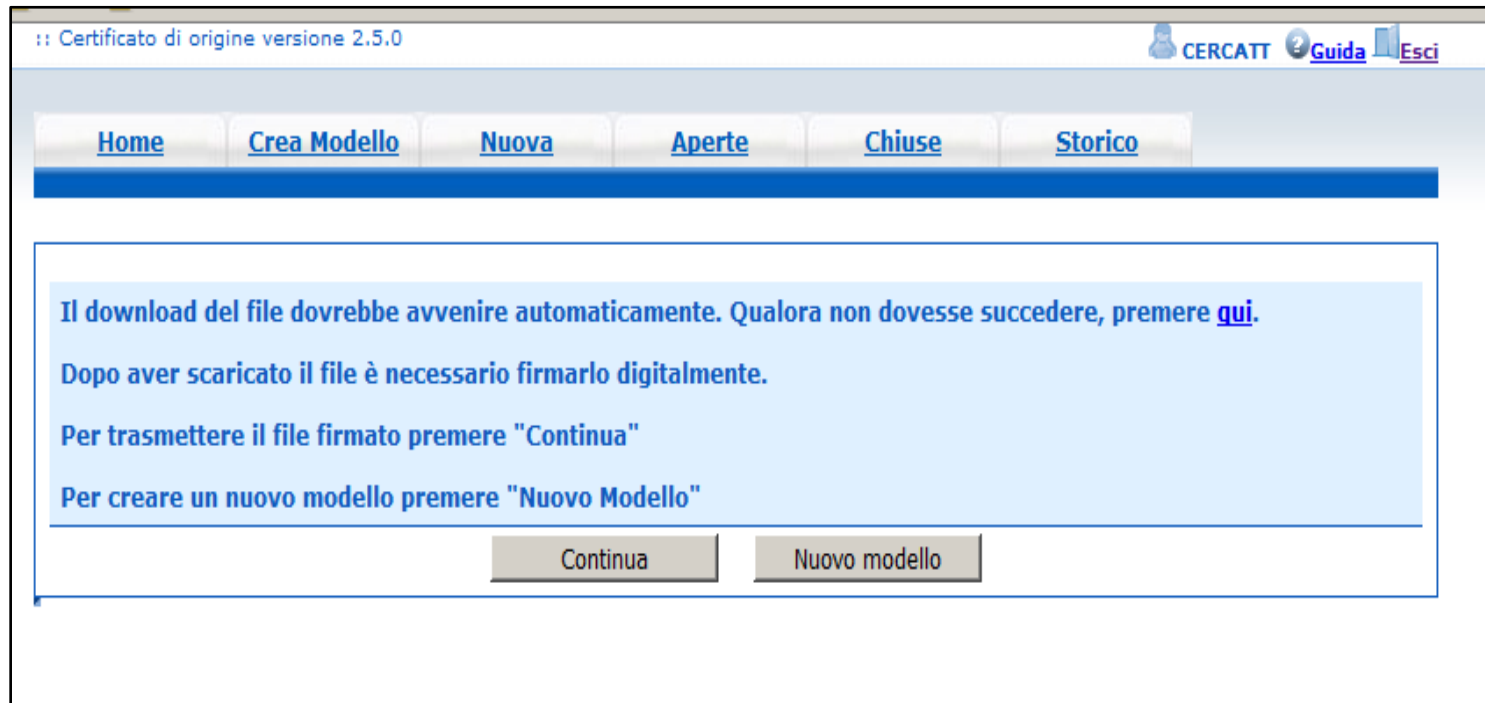 :: Certificato di origine versione 2.5.0
CERCATT Guida Esci
Home Crea Modello Nuova Aperte Chiuse Storico
Il download del file dovrebbe avvenire automaticamente. Qualora non dovesse succedere, premere qui.
Dopo aver scaricato il file è necessario firmarlo digitalmente.
Per trasmettere il file firmato premere "Continua"
Per creare un nuovo modello premere "Nuovo Modello"
Continua Nuovo modello